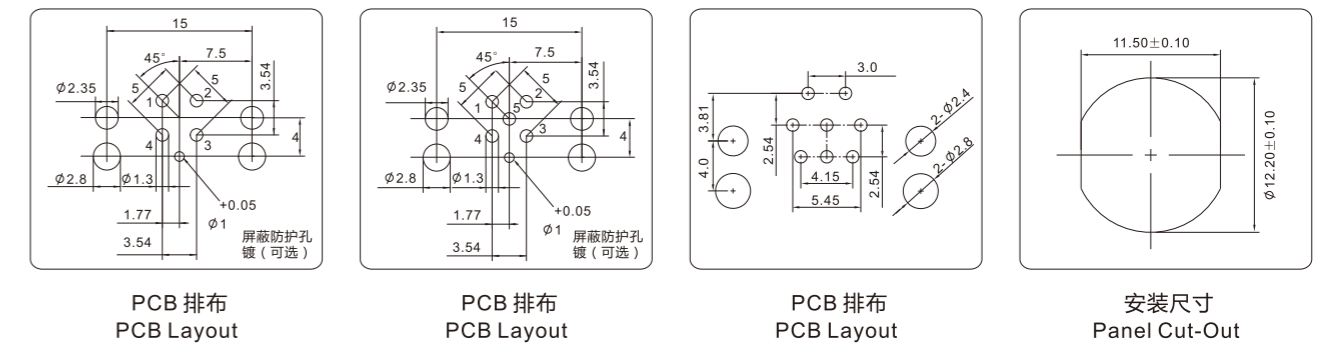 15
45°
7.5
5
5
3.54
Ø2.35
1
2
4
3
4
Ø2.8
Ø1.3
1.77
+0.05
Ø1
3.54
屏蔽防护孔
镀（可选）
PCB 排布
PCB Layout
15
45°
7.5
5
5
3.54
Ø2.35
1
2
5
4
3
4
Ø2.8
Ø1.3
1.77
+0.05
Ø1
3.54
屏蔽防护孔
镀（可选）
PCB 排布
PCB Layout
3.0
3.81
2.54
4.0
2-Ø2.4
2-Ø2.8
4.15
2.54
5.45
PCB 排布
PCB Layout
11.50±0.10
Ø12.20±0.10
安装尺寸
Panel Cut-Out